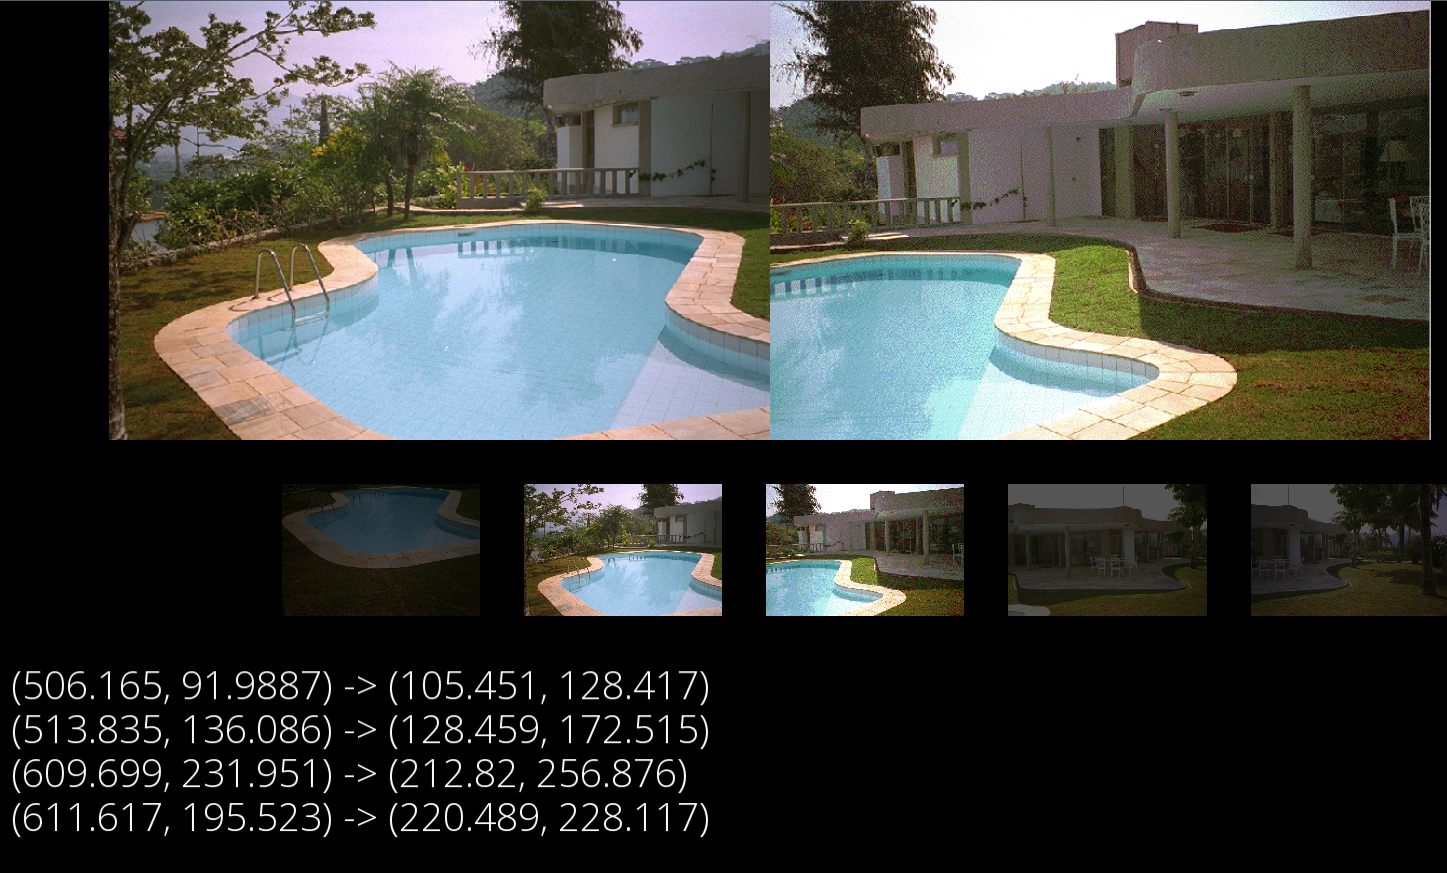 (506.165, 91.9887) -> (105.451, 128.417)
(513.835, 136.086) -> (128.459, 172.515)
(609.699, 231.951) -> (212.82, 256.876)
(611.617, 195.523) -> (220.489, 228.117)